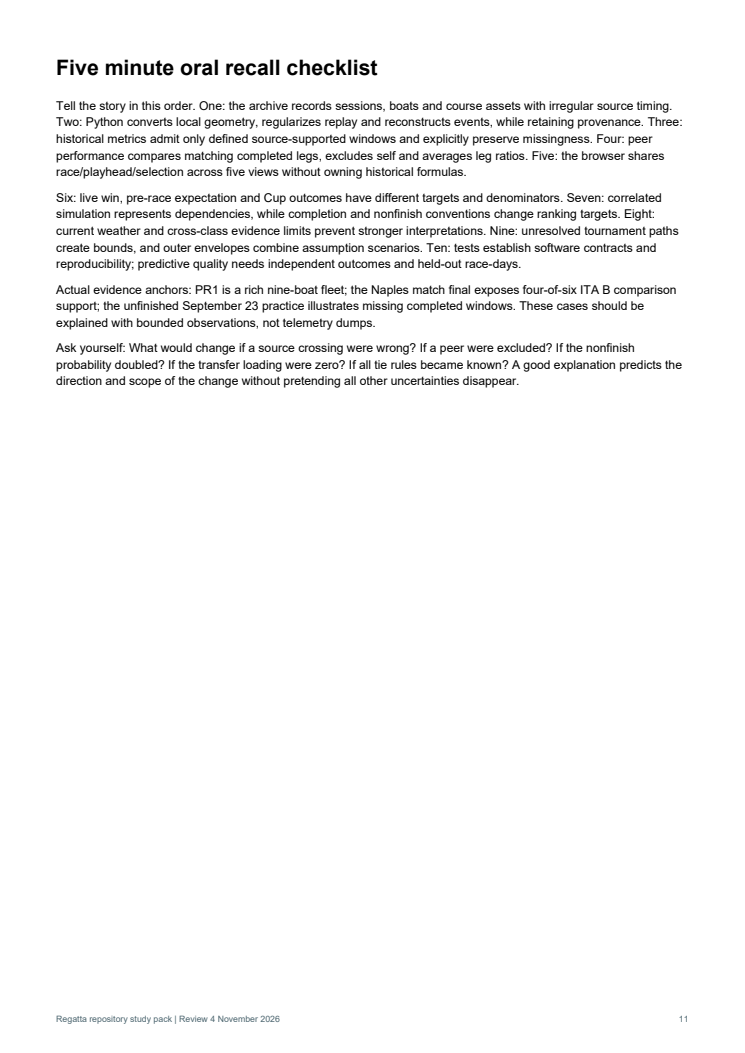 Five minute oral recall checklist
Tell the story in this order. One: the archive records sessions, boats and course assets with irregular source timing.
Two: Python converts local geometry, regularizes replay and reconstructs events, while retaining provenance. Three:
historical metrics admit only defined source-supported windows and explicitly preserve missingness. Four: peer
performance compares matching completed legs, excludes self and averages leg ratios. Five: the browser shares
race/playhead/selection across five views without owning historical formulas.
Six: live win, pre-race expectation and Cup outcomes have different targets and denominators. Seven: correlated
simulation represents dependencies, while completion and nonfinish conventions change ranking targets. Eight:
current weather and cross-class evidence limits prevent stronger interpretations. Nine: unresolved tournament paths
create bounds, and outer envelopes combine assumption scenarios. Ten: tests establish software contracts and
reproducibility; predictive quality needs independent outcomes and held-out race-days.
Actual evidence anchors: PR1 is a rich nine-boat fleet; the Naples match final exposes four-of-six ITA B comparison
support; the unfinished September 23 practice illustrates missing completed windows. These cases should be
explained with bounded observations, not telemetry dumps.
Ask yourself: What would change if a source crossing were wrong? If a peer were excluded? If the nonfinish
probability doubled? If the transfer loading were zero? If all tie rules became known? A good explanation predicts the
direction and scope of the change without pretending all other uncertainties disappear.
Regatta repository study pack | Review 4 November 2026
11